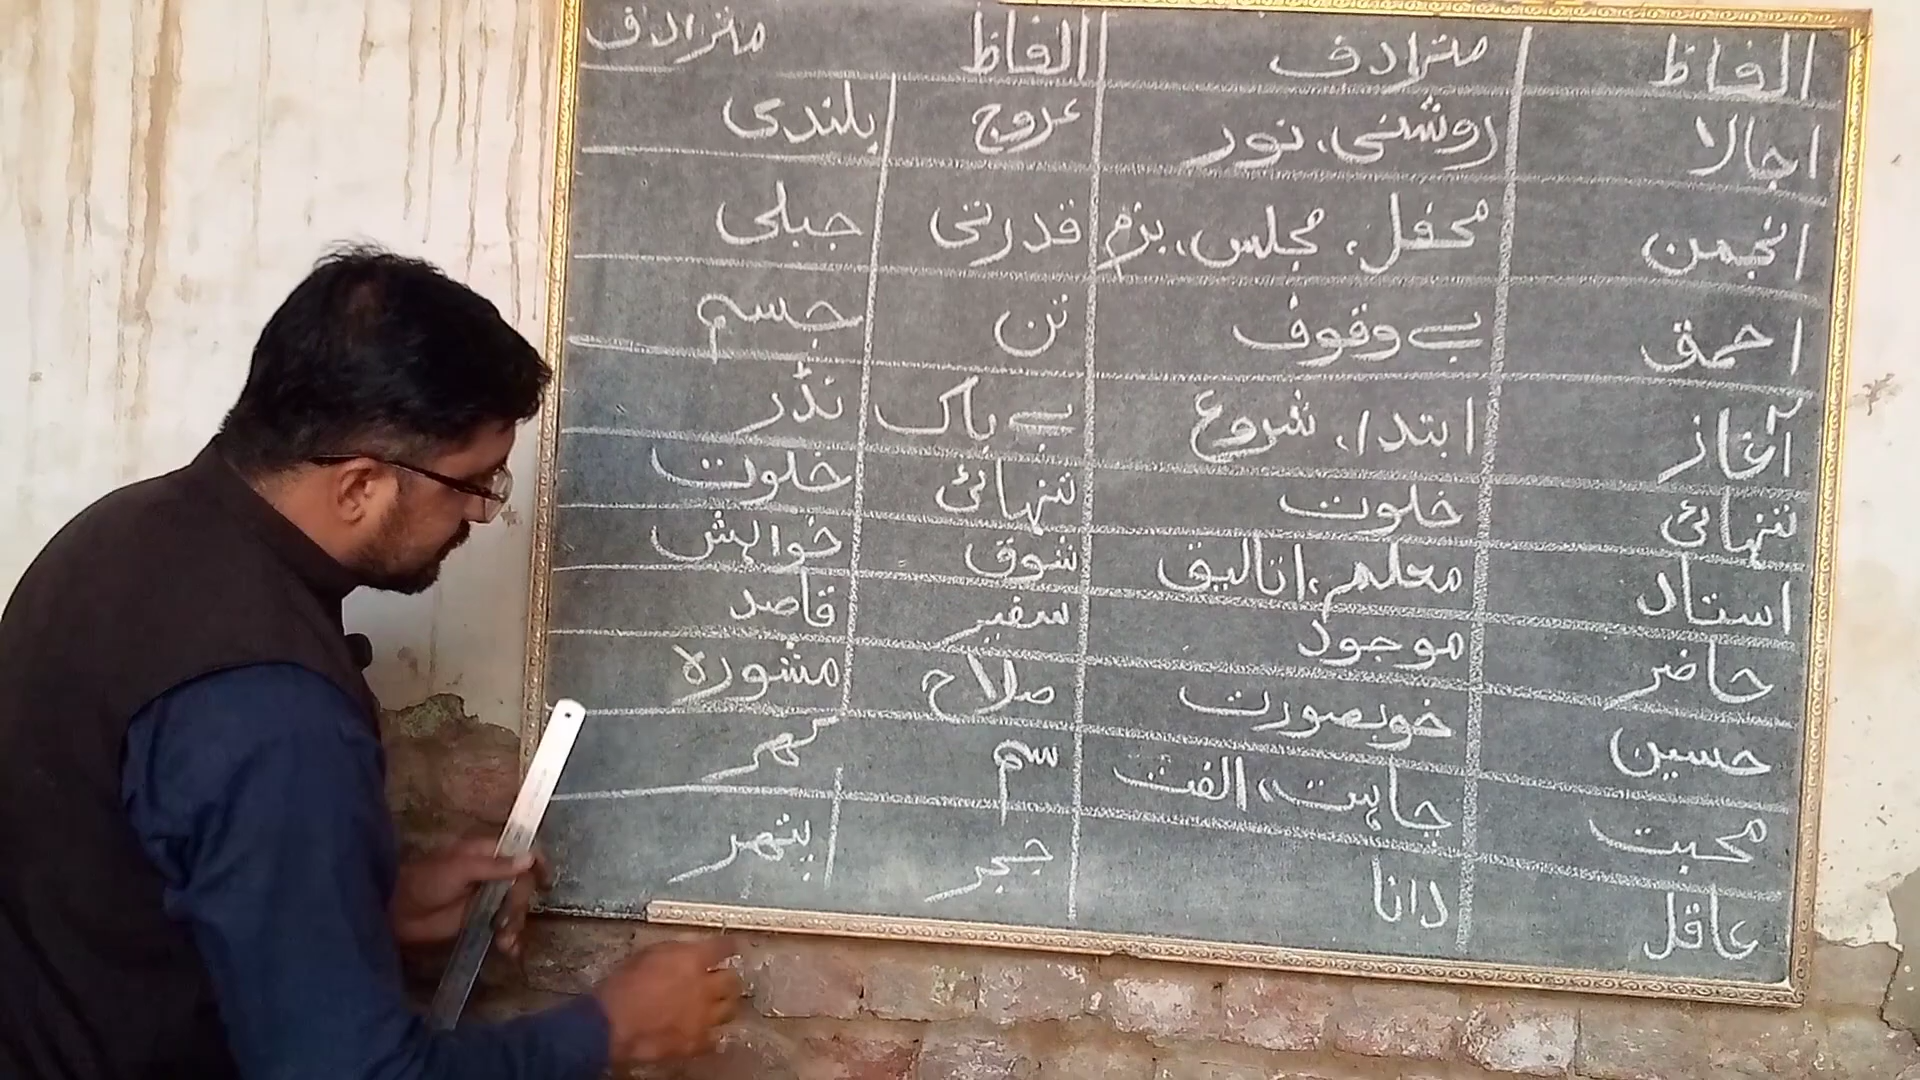 الفاظ مترادف الفاظ مترادف
اجالا روشنی، نور عروج بلندی
انجمن محفل، مجلس، بزم قدرتی جبلی
احمق بے وقوف تن جسم
آغاز ابتدا، شروع بے باک نڈر
تنہائی خلوت تنہائی خلوت
استاد معلم، اتالیق شوق خواہش
حاضر موجود سفیر قاصد
حسین خوبصورت صلاح مشورہ
محبت چاہت، الفت سم
عاقل دانا حجر پتھر